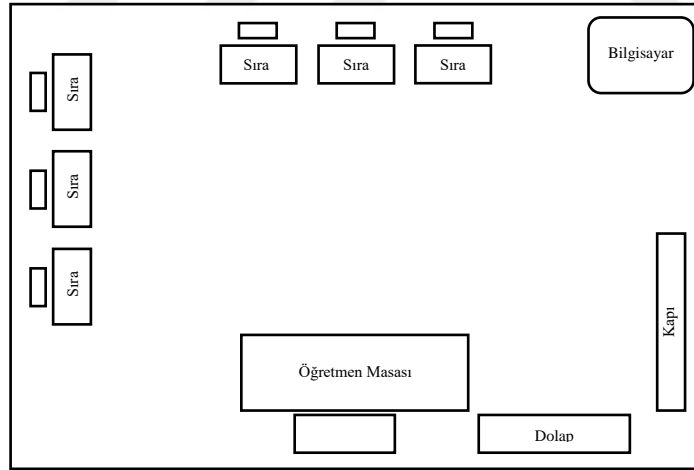 Sıra
Sıra
Sıra
Bilgisayar
Sıra
Sıra
Sıra
Kapı
Öğretmen Masası
Dolap